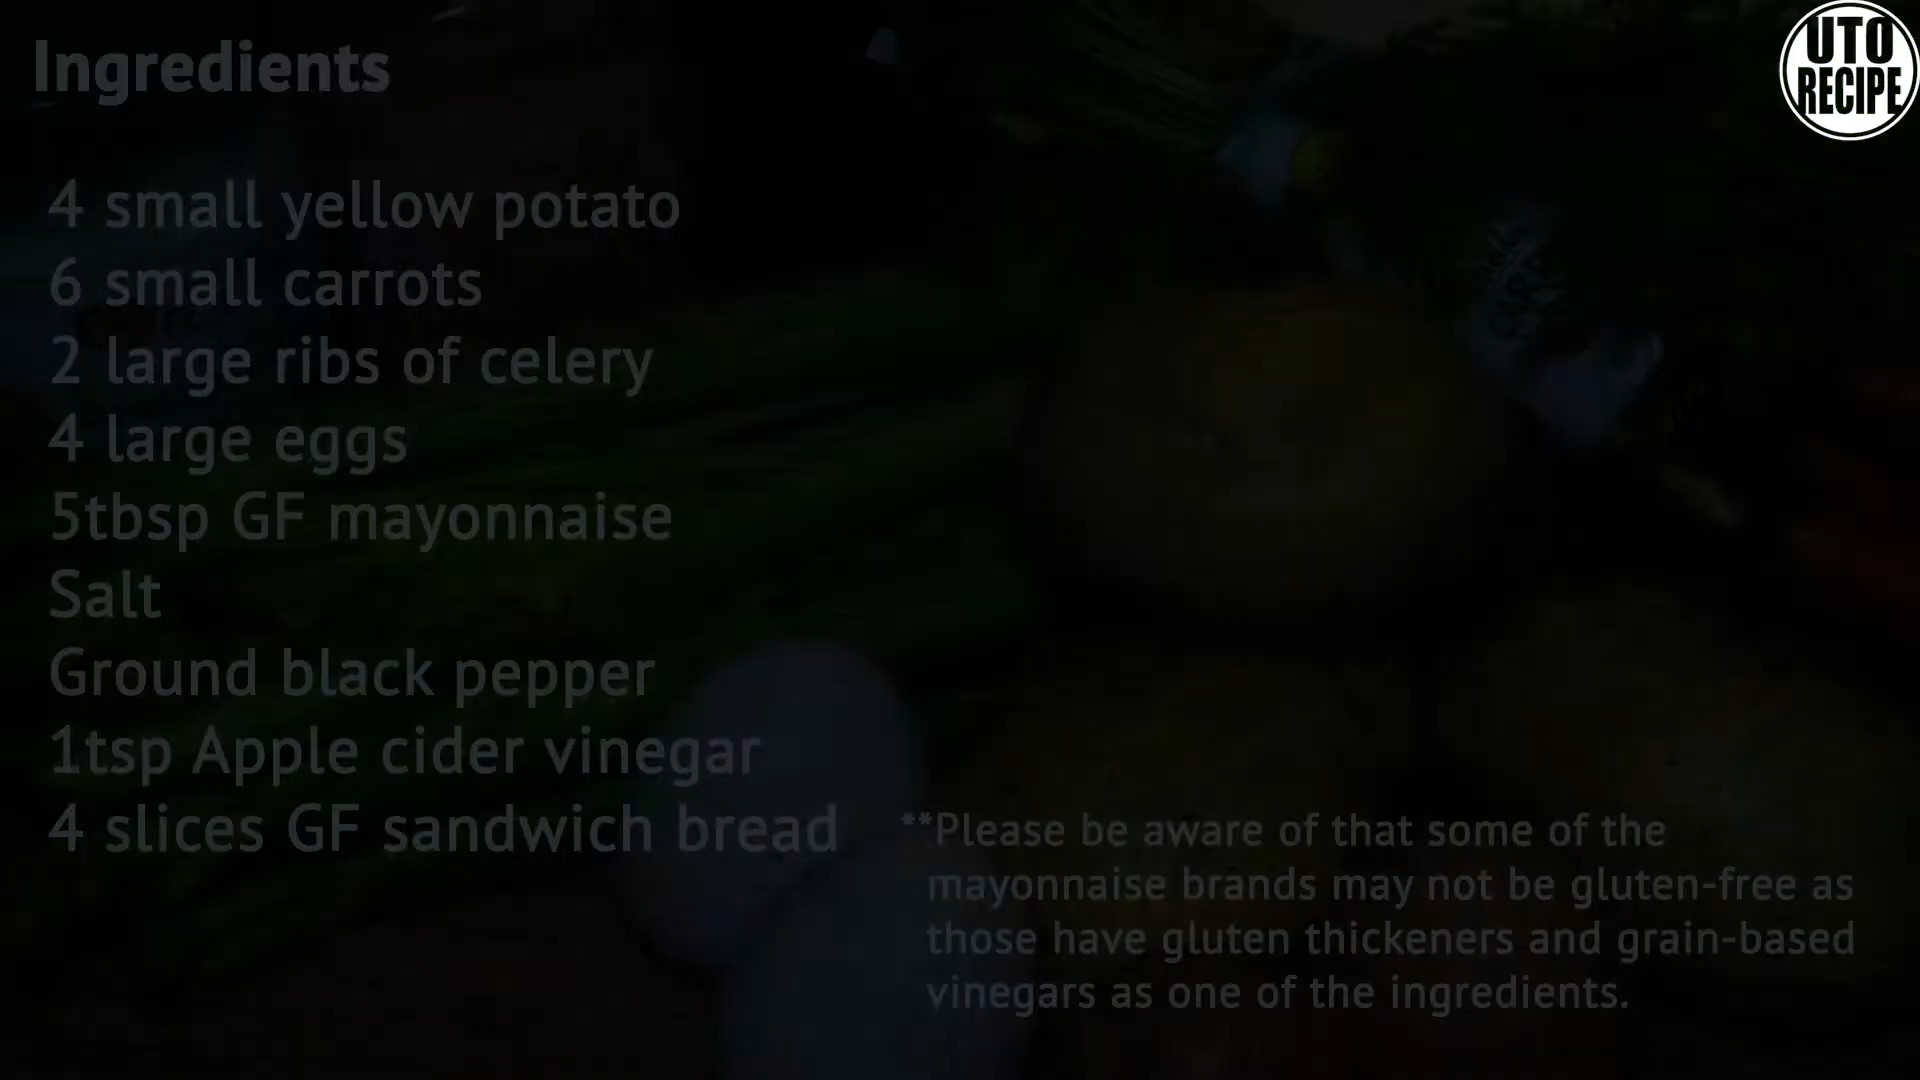 Ingredients
UTO
RECIPE
4 small yellow potato
6 small carrots
2 large ribs of celery
4 large eggs
5tbsp GF mayonnaise
Salt
Ground black pepper
1tsp Apple cider vinegar
4 slices GF sandwich bread
**Please be aware of that some of the
mayonnaise brands may not be gluten-free as
those have gluten thickeners and grain-based
vinegars as one of the ingredients.